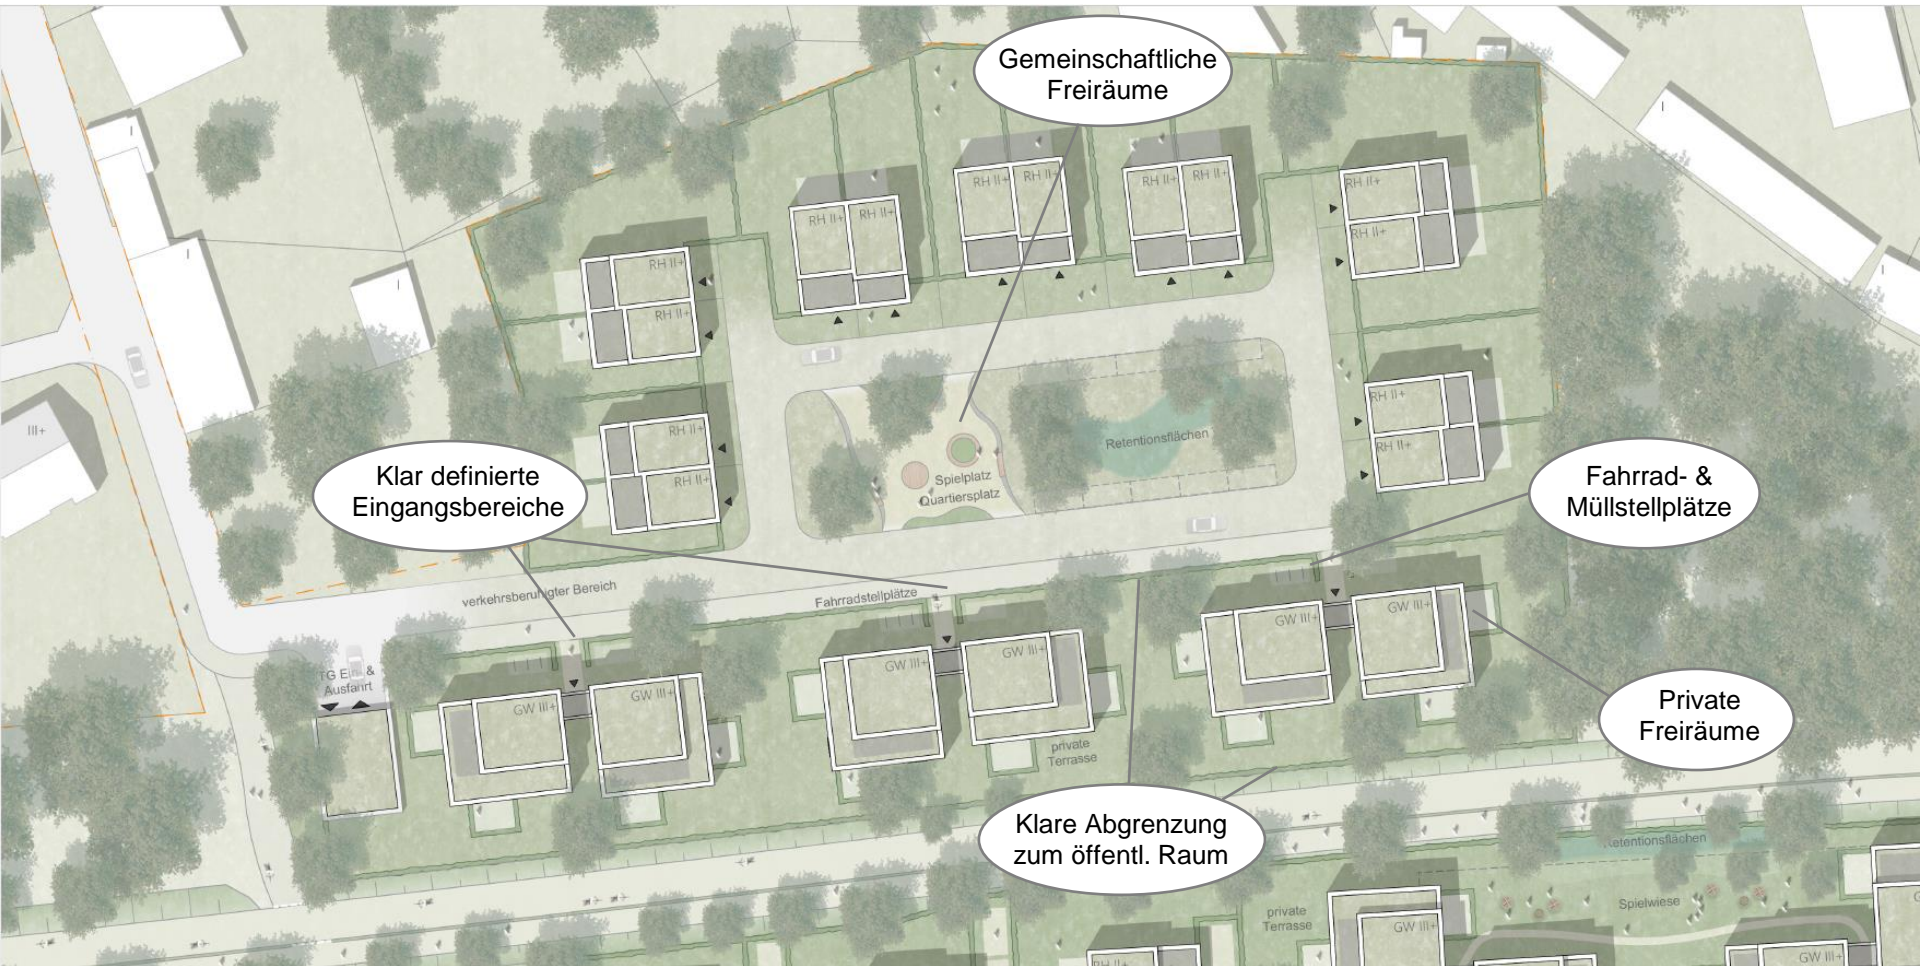 Gemeinschaftliche
Freiräume
RH II+
RH II+
RH II+
RH II+
RH II+
RH II+
RH II+
RH II+
RH II+
RH II+
III+
Retentionsflächen
Spielplatz
Quartiersplatz
RH II+
RH II+
RH II+
RH II+
Klar definierte
Eingangsbereiche
Fahrrad- &
Müllstellplätze
verkehrsberuhigter Bereich
Fahrradstellplätze
GW III+
GW III+
GW III+
GW III+
GW III+
GW III+
TG Ein- &
Ausfahrt
private
Terrasse
Private
Freiräume
Klare Abgrenzung
zum öffentl. Raum
Retentionsflächen
Spielwiese
private
Terrasse
GW III+
RH II+
GW III+